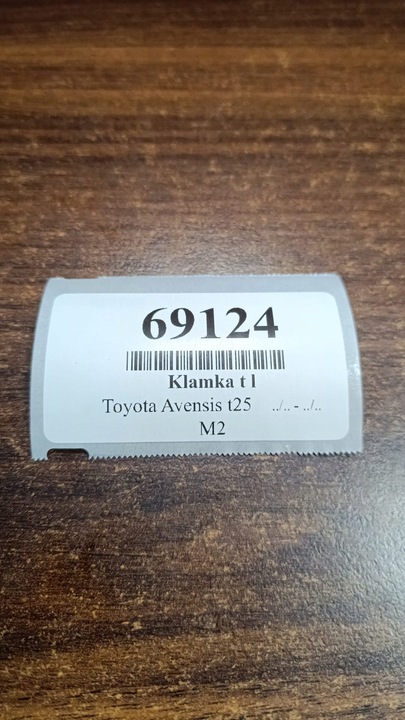 69124
Klamka t l
Toyota Avensis t25 ../.. - ../..
M2